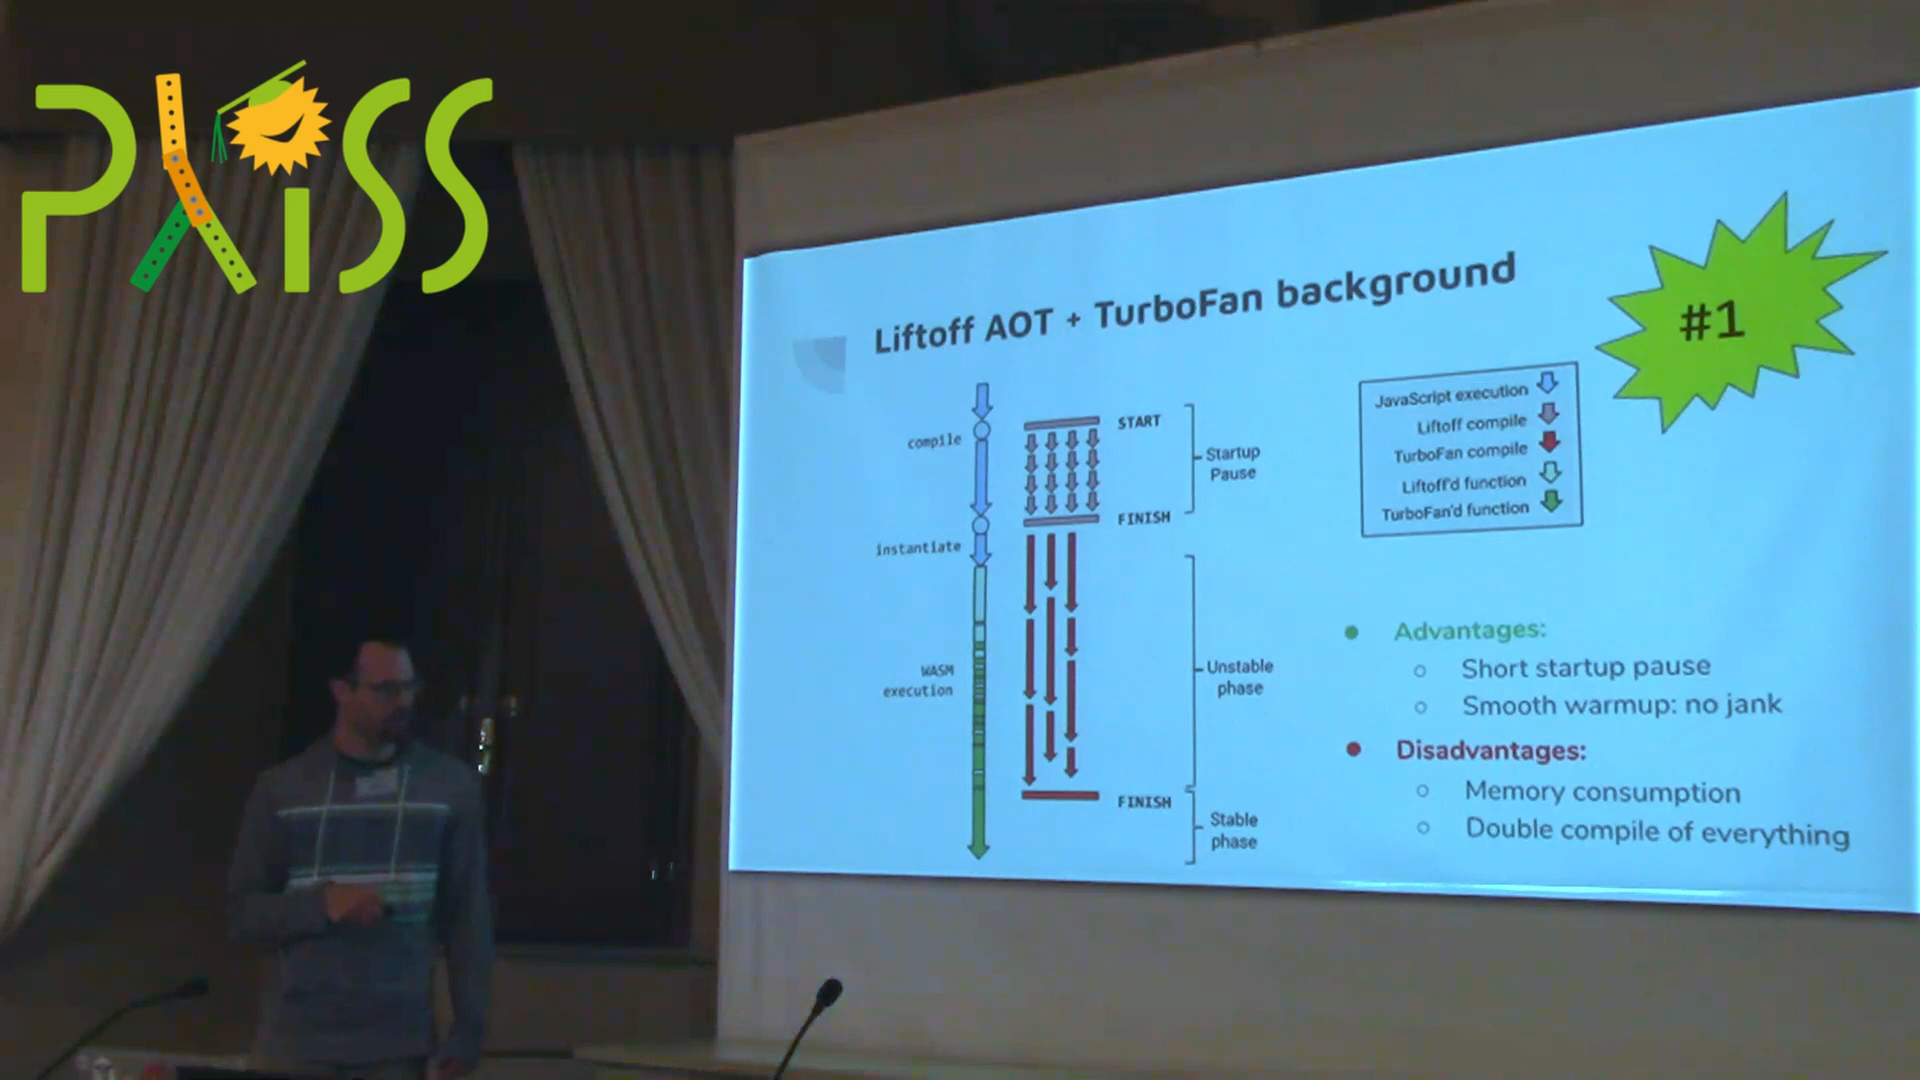 PLISS
Liftoff AOT + TurboFan background
#1
compile
instantiate
WASM
execution
START
FINISH
FINISH
Startup
Pause
Unstable
phase
Stable
phase
JavaScript execution
Liftoff compile
TurboFan compile
Liftoff'd function
TurboFan'd function
Advantages:
Short startup pause
Smooth warmup: no jank
Disadvantages:
Memory consumption
Double compile of everything